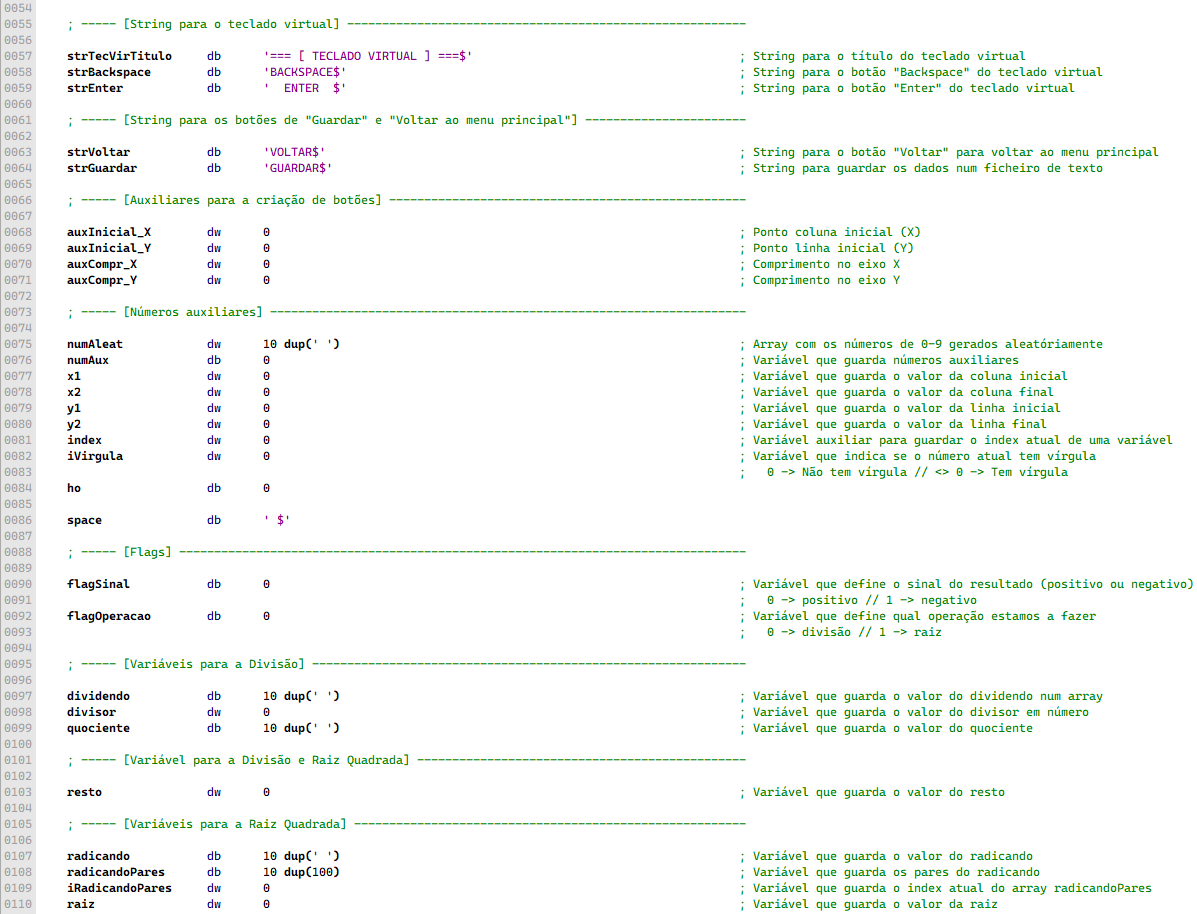 0054
0055 ; ----- [String para o teclado virtual] ---------------------------------------------------------
0056
0057 strTecVirTitulo db '=== [ TECLADO VIRTUAL ] ===$' ; String para o título do teclado virtual
0058 strBackspace db 'BACKSPACE$' ; String para o botão "Backspace" do teclado virtual
0059 strEnter db '  ENTER  $' ; String para o botão "Enter" do teclado virtual
0060
0061 ; ----- [String para os botões de "Guardar" e "Voltar ao menu principal"] -----------------------
0062
0063 strVoltar db 'VOLTAR$' ; String para o botão "Voltar" para voltar ao menu principal
0064 strGuardar db 'GUARDAR$' ; String para guardar os dados num ficheiro de texto
0065
0066 ; ----- [Auxiliares para a criação de botões] ---------------------------------------------------
0067
0068 auxInicial_X dw 0 ; Ponto coluna inicial (X)
0069 auxInicial_Y dw 0 ; Ponto linha inicial (Y)
0070 auxCompr_X dw 0 ; Comprimento no eixo X
0071 auxCompr_Y dw 0 ; Comprimento no eixo Y
0072
0073 ; ----- [Números auxiliares] --------------------------------------------------------------------
0074
0075 numAleat dw 10 dup(' ') ; Array com os números de 0-9 gerados aleatóriamente
0076 numAux db 0 ; Variável que guarda números auxiliares
0077 x1 dw 0 ; Variável que guarda o valor da coluna inicial
0078 x2 dw 0 ; Variável que guarda o valor da coluna final
0079 y1 dw 0 ; Variável que guarda o valor da linha inicial
0080 y2 dw 0 ; Variável que guarda o valor da linha final
0081 index dw 0 ; Variável auxiliar para guardar o index atual de uma variável
0082 iVirgula dw 0 ; Variável que indica se o número atual tem vírgula
0083 ;   0 -> Não tem vírgula // <> 0 -> Tem vírgula
0084 ho db 0
0085
0086 space db ' $'
0087
0088 ; ----- [Flags] ---------------------------------------------------------------------------------
0089
0090 flagSinal db 0 ; Variável que define o sinal do resultado (positivo ou negativo)
0091 ;   0 -> positivo // 1 -> negativo
0092 flagOperacao db 0 ; Variável que define qual operação estamos a fazer
0093 ;   0 -> divisão // 1 -> raiz
0094
0095 ; ----- [Variáveis para a Divisão] --------------------------------------------------------------
0096
0097 dividendo db 10 dup(' ') ; Variável que guarda o valor do dividendo num array
0098 divisor dw 0 ; Variável que guarda o valor do divisor em número
0099 quociente db 10 dup(' ') ; Variável que guarda o valor do quociente
0100
0101 ; ----- [Variável para a Divisão e Raiz Quadrada] -----------------------------------------------
0102
0103 resto dw 0 ; Variável que guarda o valor do resto
0104
0105 ; ----- [Variáveis para a Raiz Quadrada] --------------------------------------------------------
0106
0107 radicando db 10 dup(' ') ; Variável que guarda o valor do radicando
0108 radicandoPares db 10 dup(100) ; Variável que guarda os pares do radicando
0109 iRadicandoPares dw 0 ; Variável que guarda o index atual do array radicandoPares
0110 raiz dw 0 ; Variável que guarda o valor da raiz